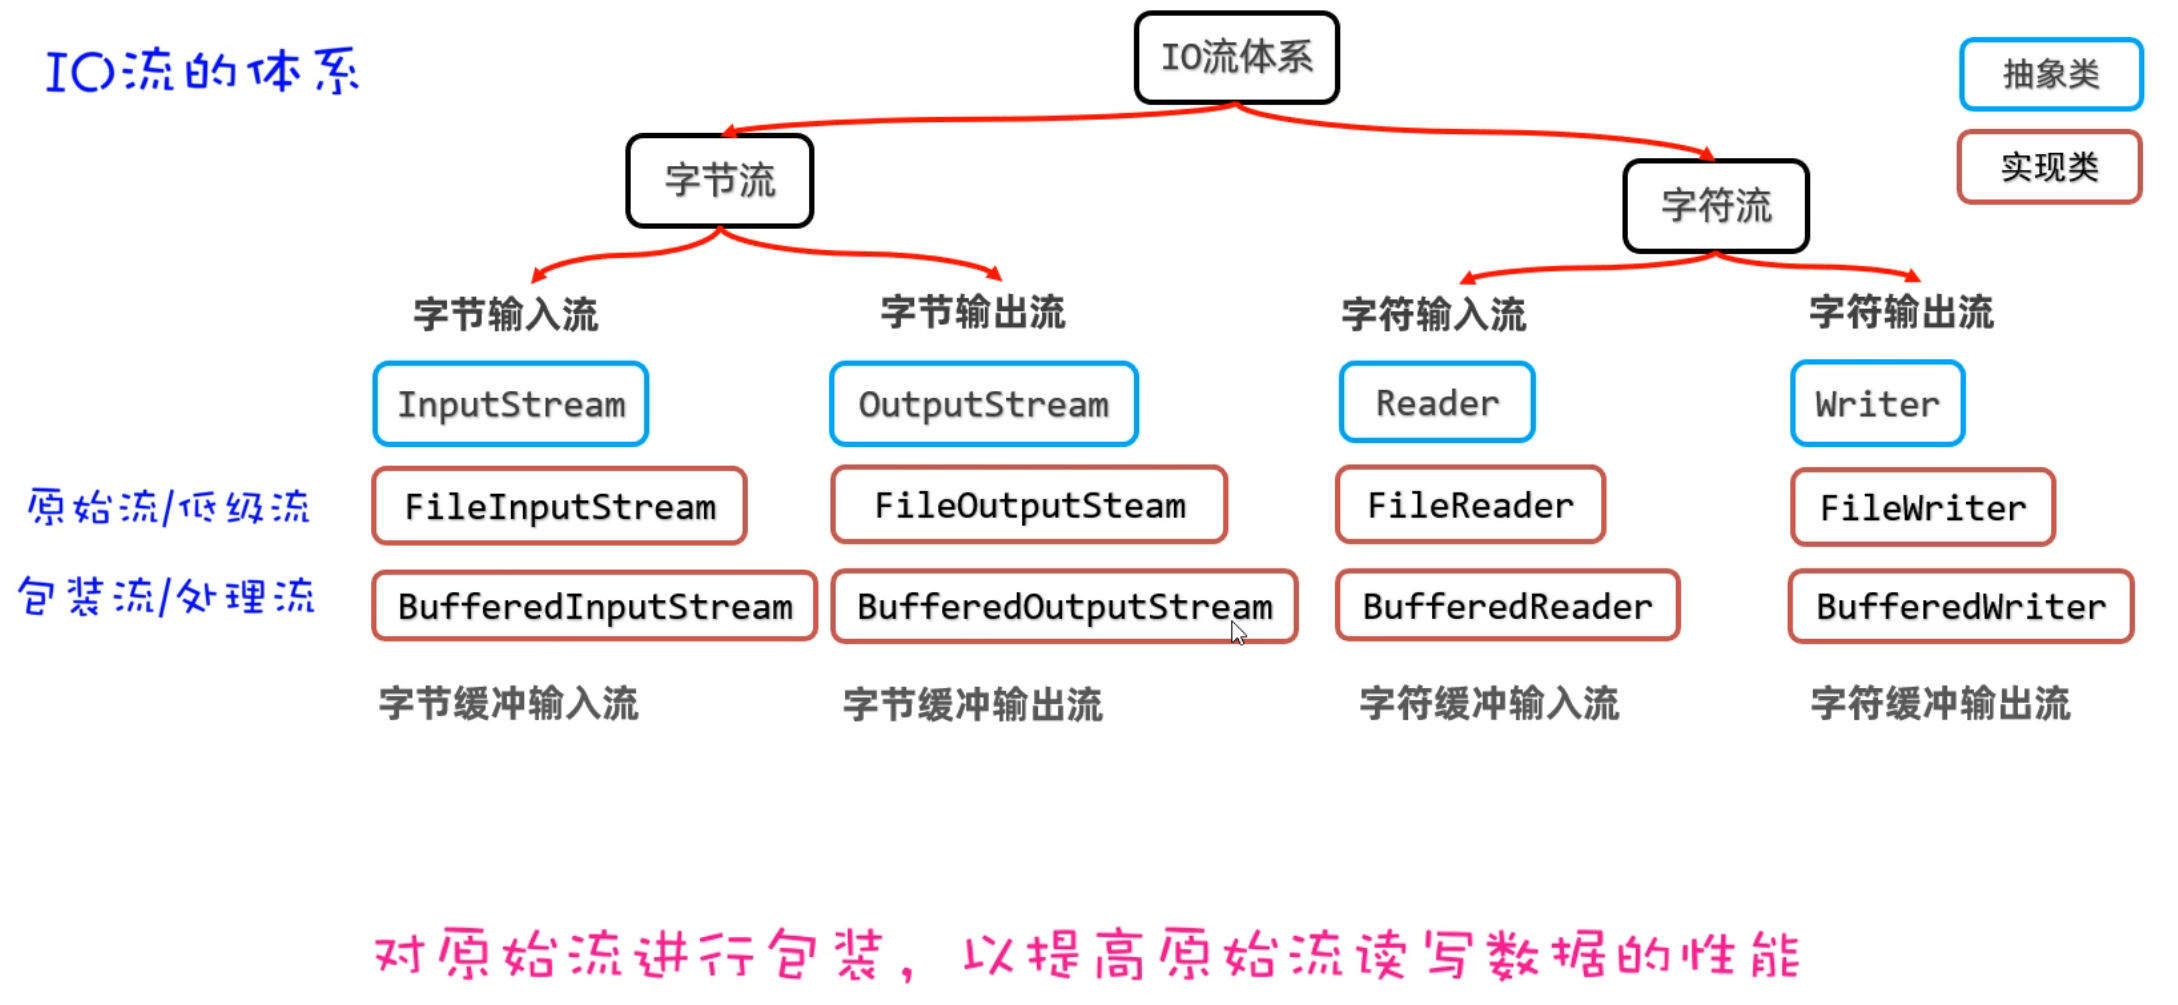 IO流的体系
IO流体系
抽象类
实现类
字节流
字符流
字节输入流
字节输出流
字符输入流
字符输出流
InputStream
OutputStream
Reader
Writer
原始流/低级流
FileInputStream
FileOutputSteam
FileReader
FileWriter
包装流/处理流
BufferedInputStream
BufferedOutputStream
BufferedReader
BufferedWriter
字节缓冲输入流
字节缓冲输出流
字符缓冲输入流
字符缓冲输出流
对原始流进行包装，以提高原始流读写数据的性能